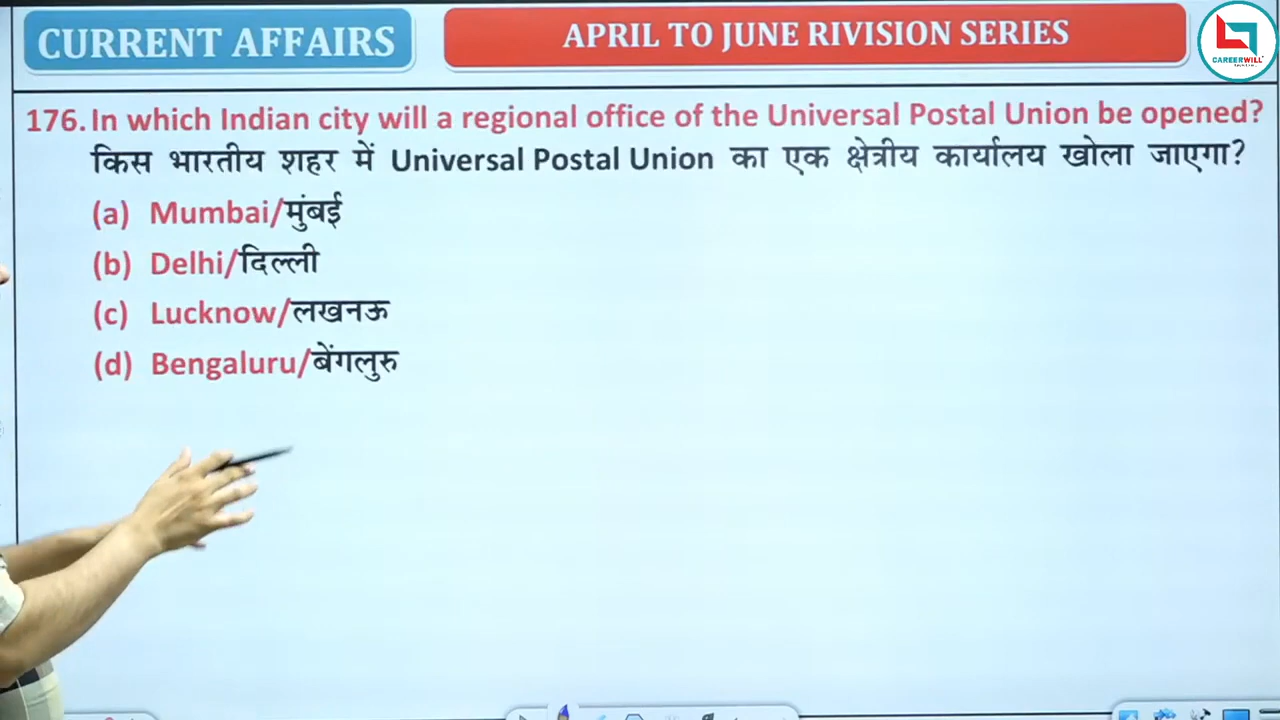 CURRENT AFFAIRS
APRIL TO JUNE RIVISION SERIES
CAREERWILL
176. In which Indian city will a regional office of the Universal Postal Union be opened?
किस भारतीय शहर में Universal Postal Union का एक क्षेत्रीय कार्यालय खोला जाएगा?
(a) Mumbai/मुंबई
(b) Delhi/दिल्ली
(c) Lucknow/लखनऊ
(d) Bengaluru/बेंगलुरु